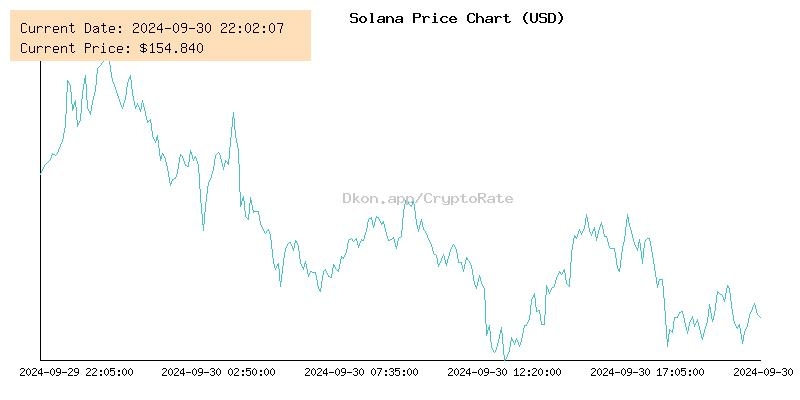 Solana Price Chart (USD)
Current Date: 2024-09-30 22:02:07
Current Price: $154.840
Dkon.app/CryptoRate
2024-09-29 22:05:00 2024-09-30 02:50:00 2024-09-30 07:35:00 2024-09-30 12:20:00 2024-09-30 17:05:00 2024-09-30